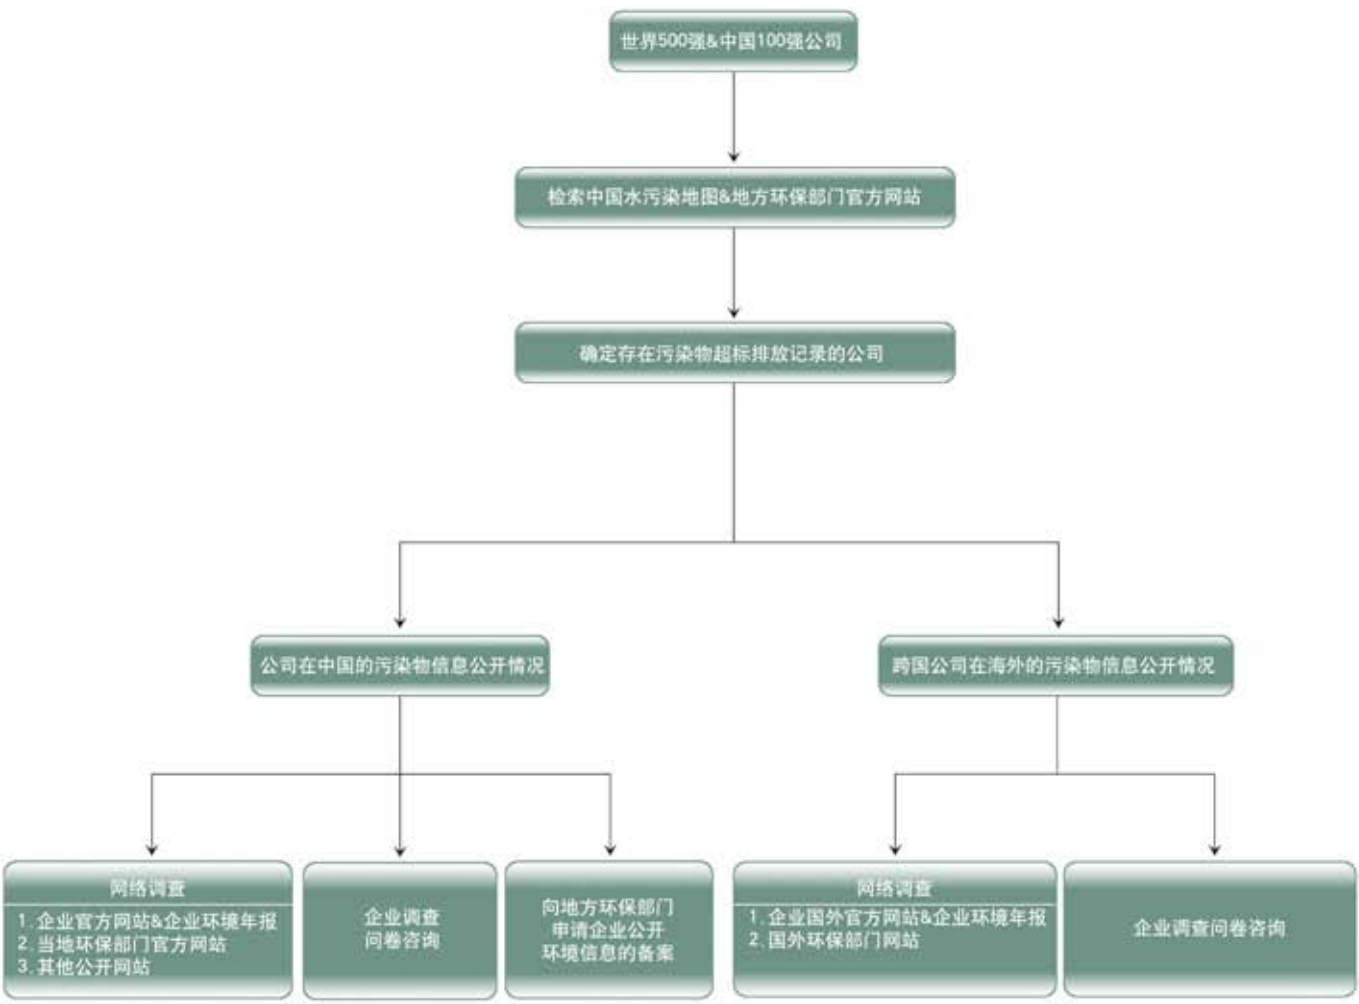 世界500强&中国100强公司
检索中国水污染地图&地方环保部门官方网站
确定存在污染物超标排放记录的公司
公司在中国的污染物信息公开情况
跨国公司在海外的污染物信息公开情况
网络调查
1.企业官方网站&企业环境年报
2.当地环保部门官方网站
3.其他公开网站
企业调查
问卷咨询
向地方环保部门
申请企业公开
环境信息的备案
网络调查
1.企业国外官方网站&企业环境年报
2.国外环保部门网站
企业调查问卷咨询